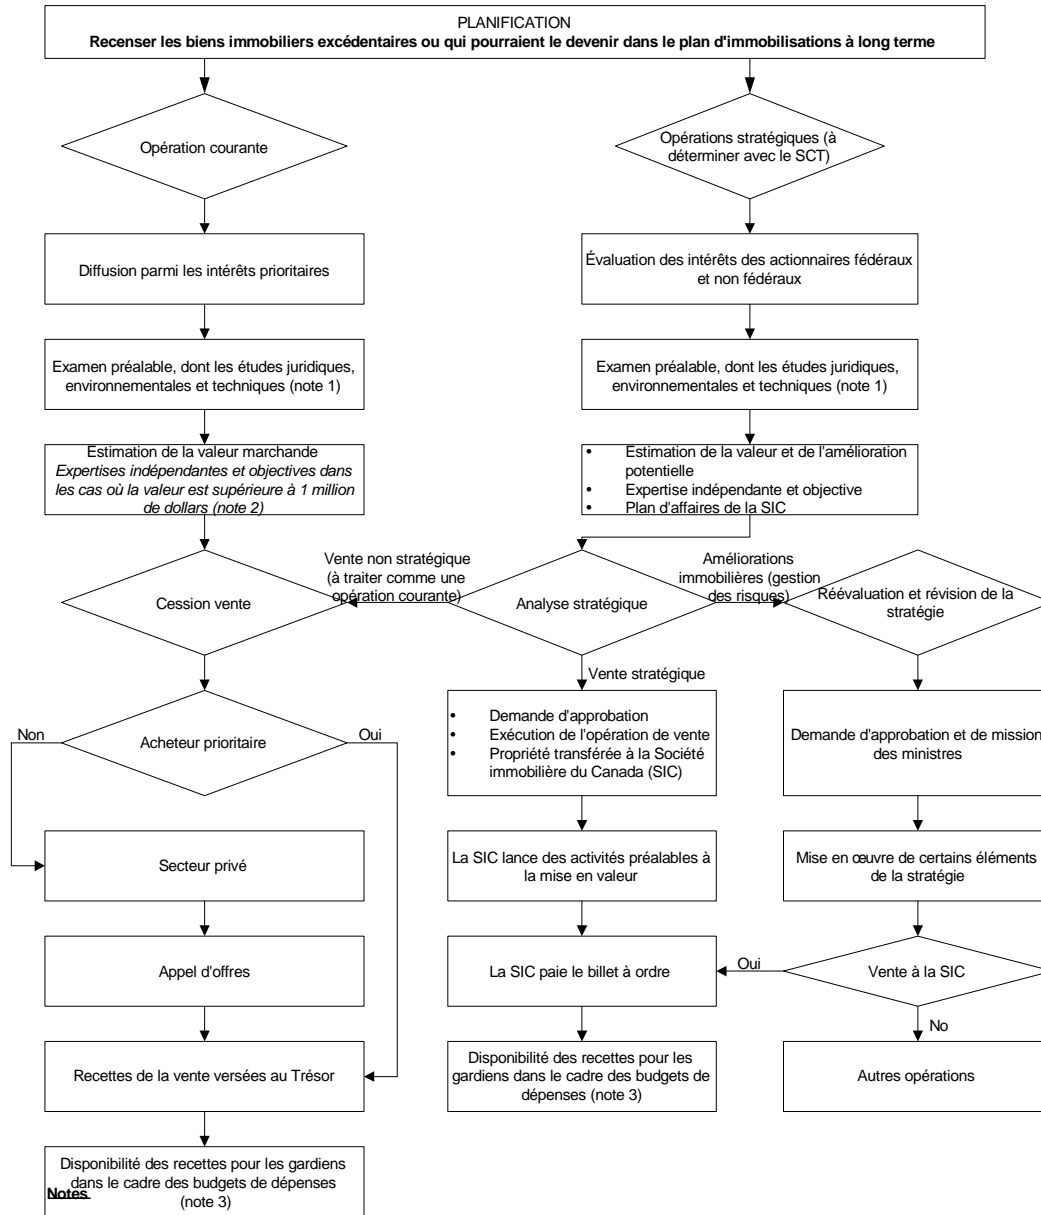 PLANIFICATION
Recenser les biens immobiliers excédentaires ou qui pourraient le devenir dans le plan d'immobilisations à long terme
Opération courante
Opérations stratégiques (à
déterminer avec le SCT)
Diffusion parmi les intérêts prioritaires
Évaluation des intérêts des actionnaires fédéraux
et non fédéraux
Examen préalable, dont les études juridiques,
environnementales et techniques (note 1)
Examen préalable, dont les études juridiques,
environnementales et techniques (note 1)
Estimation de la valeur marchande
Expertises indépendantes et objectives dans
les cas où la valeur est supérieure à 1 million
de dollars (note 2)
• Estimation de la valeur et de l'amélioration
potentielle
• Expertise indépendante et objective
• Plan d'affaires de la SIC
Cession vente
Vente non stratégique
(à traiter comme une
opération courante)
Analyse stratégique
Améliorations
immobilières (gestion
des risques)
Réévaluation et révision de la
stratégie
Vente stratégique
Non
Acheteur prioritaire
Oui
• Demande d'approbation
• Exécution de l'opération de vente
• Propriété transférée à la Société
immobilière du Canada (SIC)
Demande d'approbation et de mission
des ministres
Secteur privé
La SIC lance des activités préalables à
la mise en valeur
Mise en œuvre de certains éléments
de la stratégie
Appel d'offres
La SIC paie le billet à ordre
Oui
Vente à la SIC
No
Recettes de la vente versées au Trésor
Disponibilité des recettes pour les
gardiens dans le cadre des budgets de
dépenses (note 3)
Autres opérations
Disponibilité des recettes pour les gardiens
dans le cadre des budgets de dépenses
(note 3)
Notes